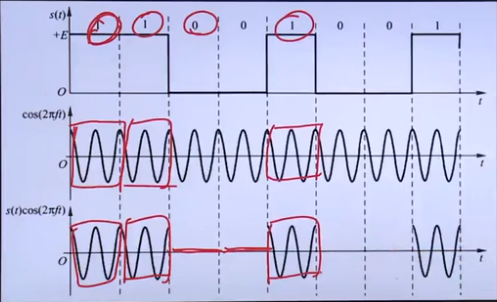 s(t)
+E 1 1 0 0 1 0 0 1
O t
cos(2πft)
O t
s(t)cos(2πft)
O t